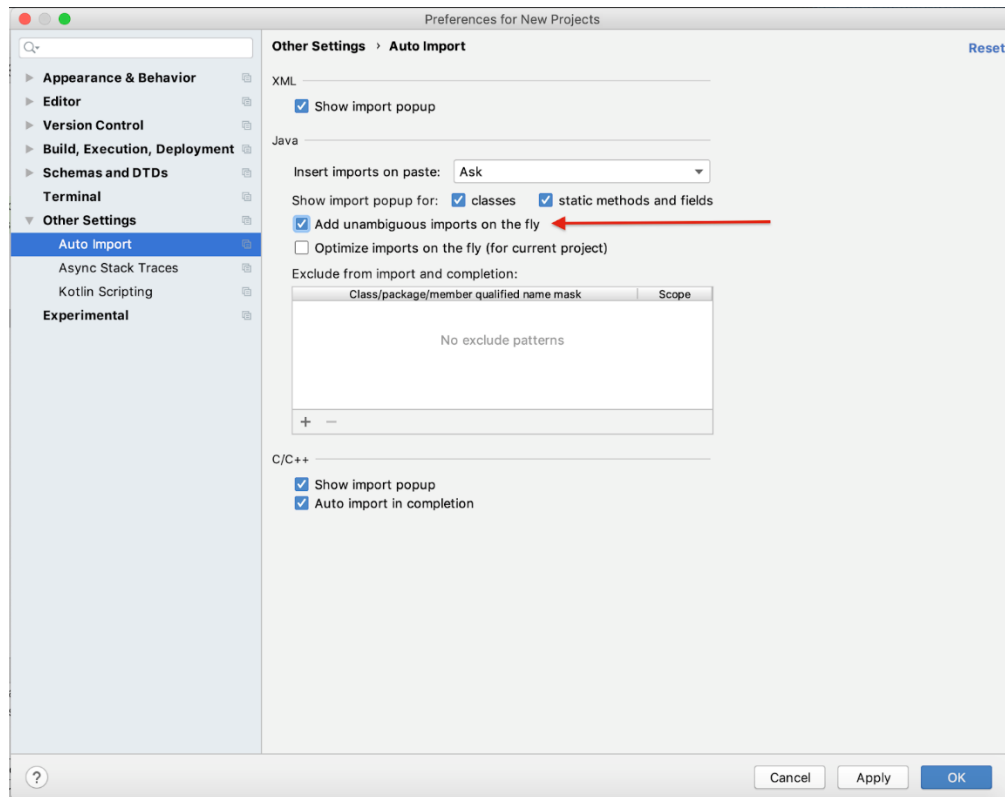 Preferences for New Projects
Appearance & Behavior
Editor
Version Control
Build, Execution, Deployment
Schemas and DTDs
Terminal
Other Settings
Auto Import
Async Stack Traces
Kotlin Scripting
Experimental
Other Settings › Auto Import
Reset
XML
Show import popup
Java
Insert imports on paste: Ask
Show import popup for: classes static methods and fields
Add unambiguous imports on the fly
Optimize imports on the fly (for current project)
Exclude from import and completion:
Class/package/member qualified name mask Scope
No exclude patterns
+ −
C/C++
Show import popup
Auto import in completion
? Cancel Apply OK